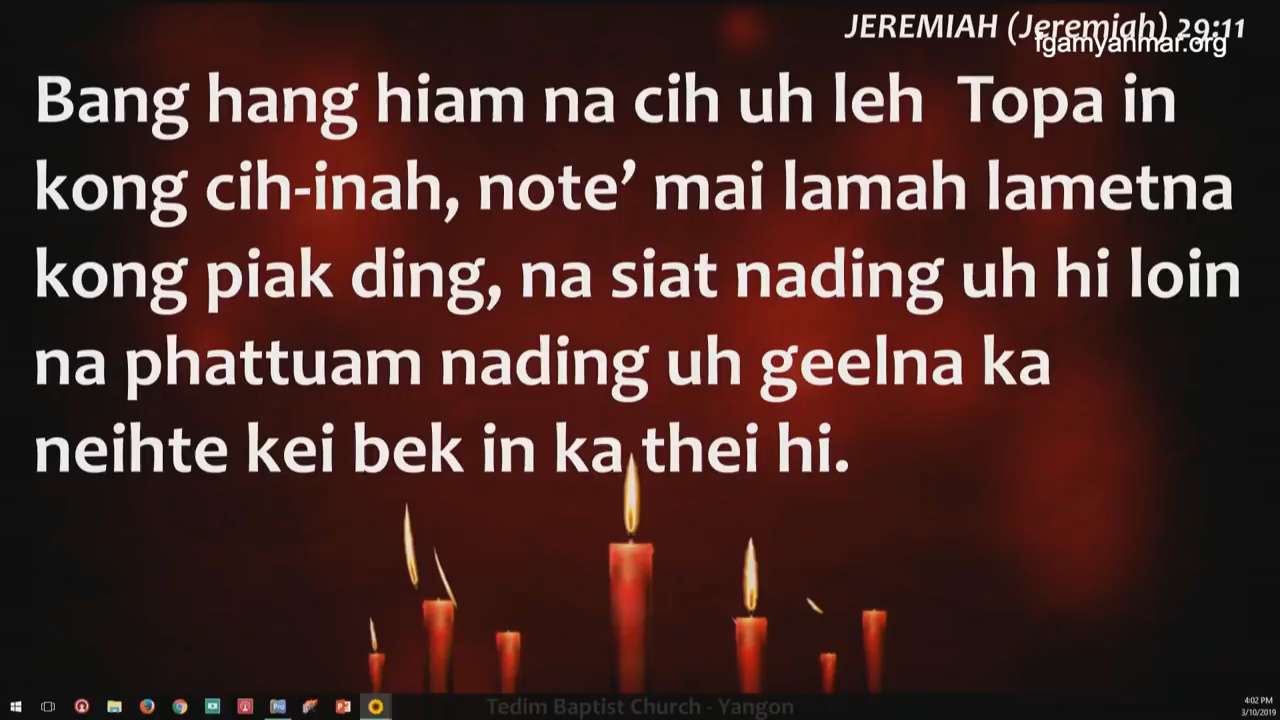 JEREMIAH (Jeremiah) 29:11
fgamyanmar.org
Bang hang hiam na cih uh leh Topa in
kong cih-inah, note’ mai lamah lametna
kong piak ding, na siat nading uh hi loin
na phattuam nading uh geelna ka
neihte kei bek in ka thei hi.
Tedim Baptist Church - Yangon
4:02 PM
3/10/2019